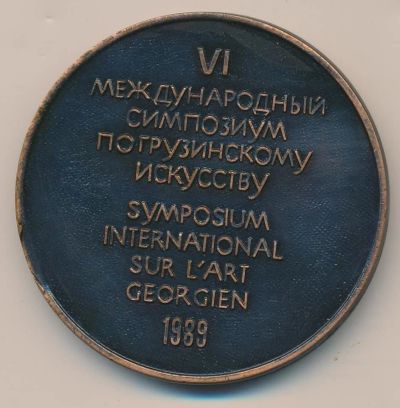 VI
МЕЖДУНАРОДНЫЙ
СИМПОЗИУМ
ПО ГРУЗИНСКОМУ
ИСКУССТВУ
SYMPOSIUM
INTERNATIONAL
SUR L'ART
GEORGIEN
1989